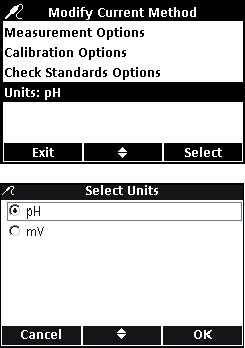 Modify Current Method
Measurement Options
Calibration Options
Check Standards Options
Units: pH
Exit
Select
Select Units
pH
mV
Cancel
OK